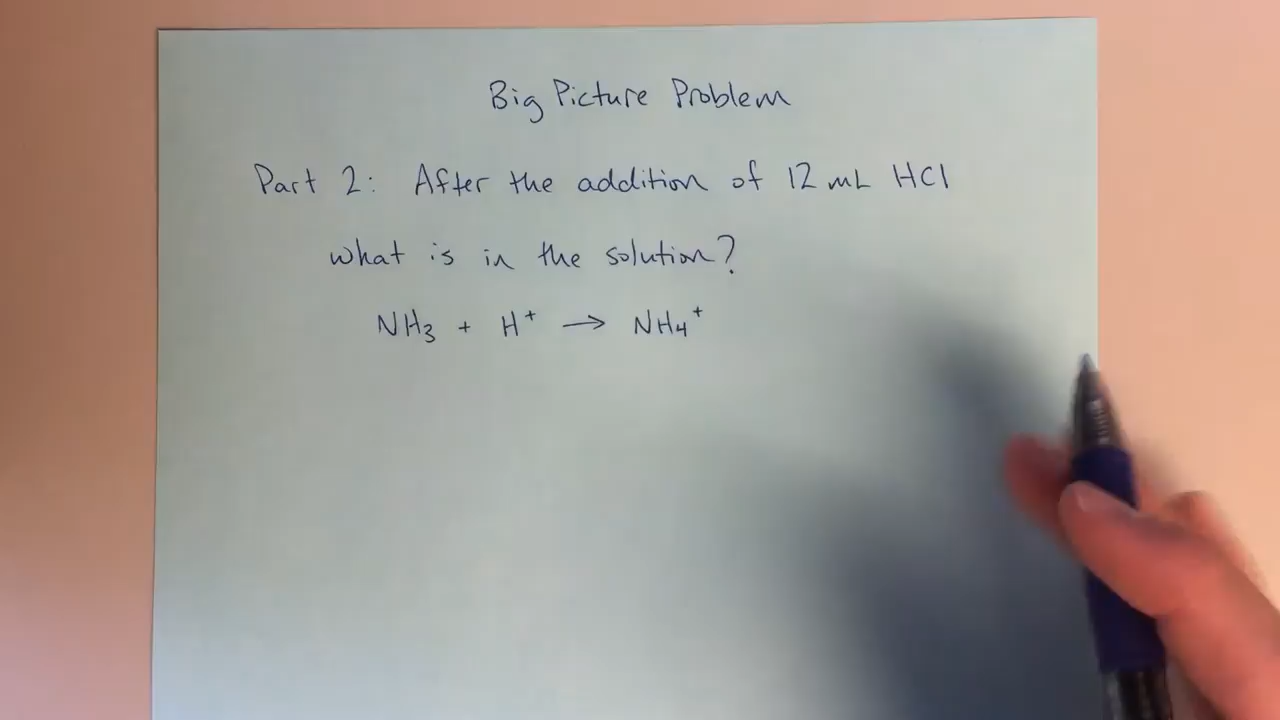 Big Picture Problem
Part 2: After the addition of 12 mL HCl
what is in the solution?
NH₃ + H⁺ → NH₄⁺